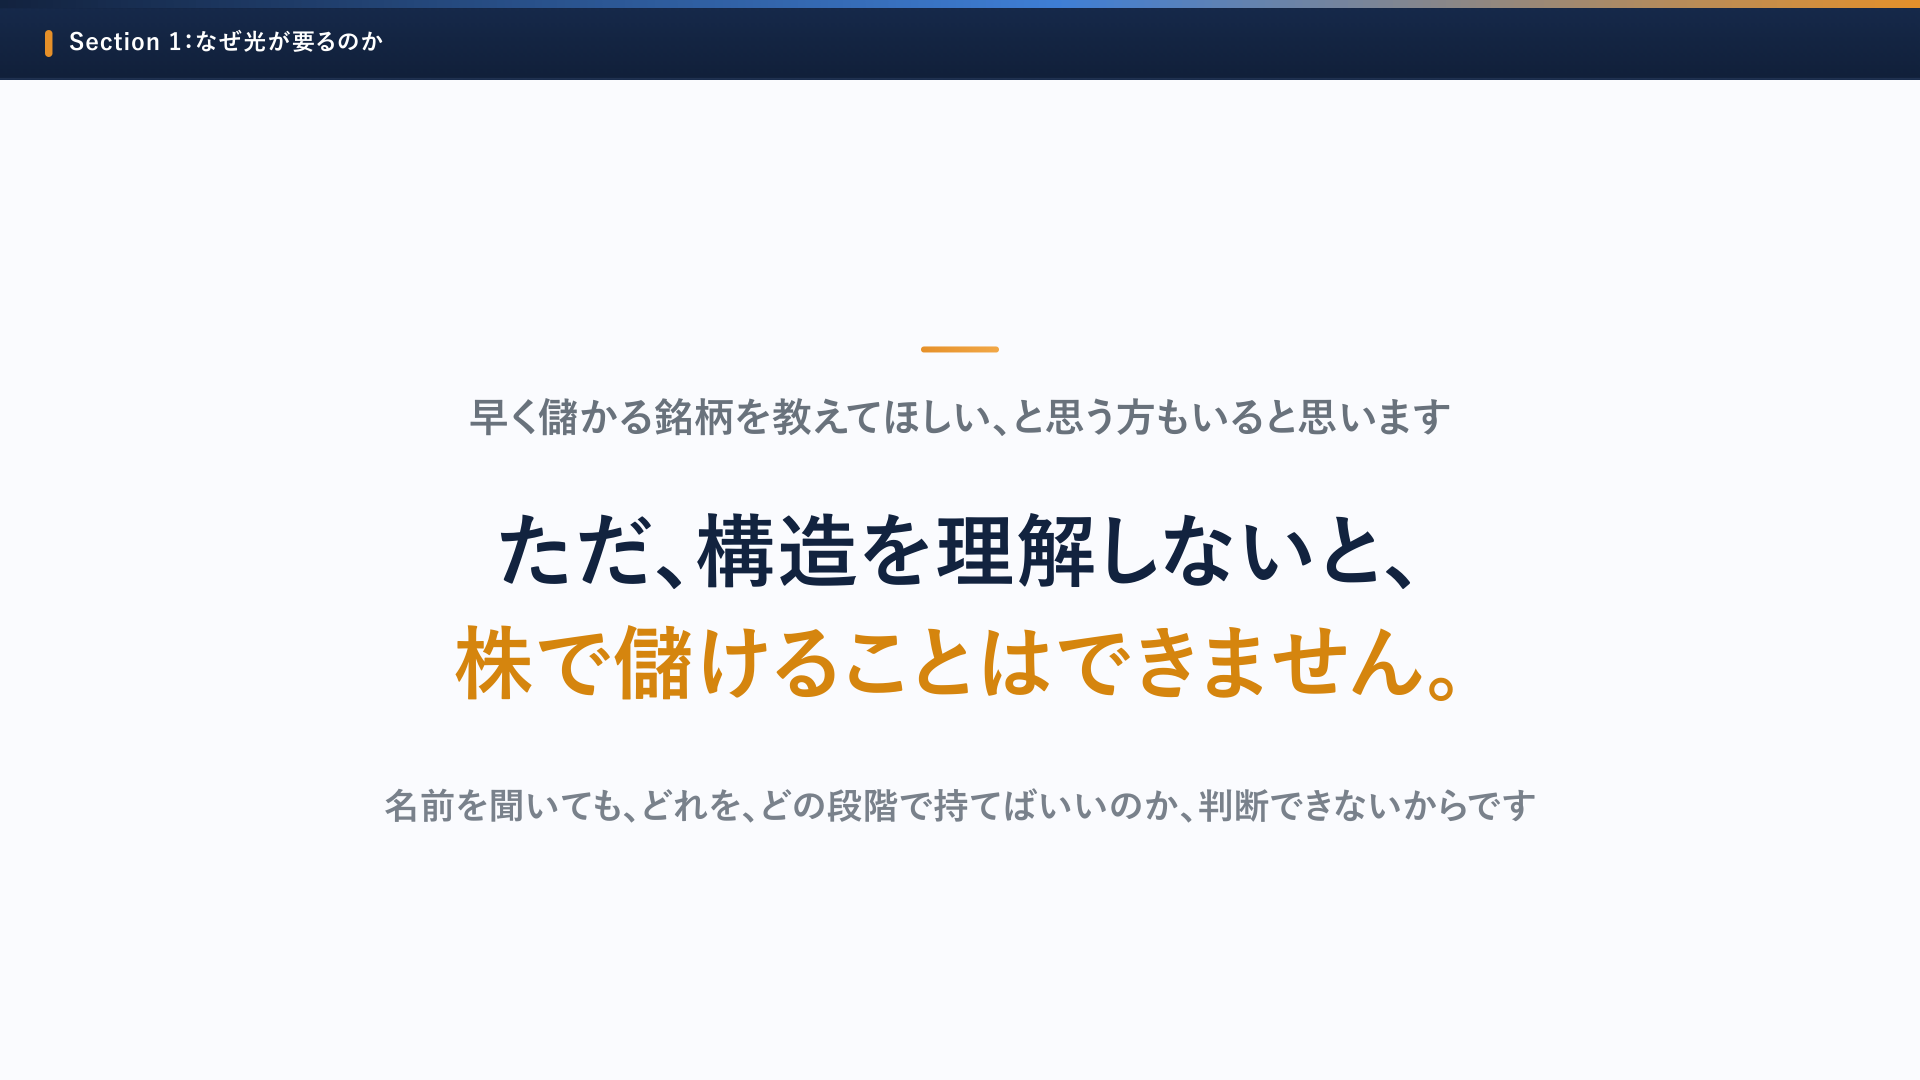 Section 1：なぜ光が要るのか
早く儲かる銘柄を教えてほしい、と思う方もいると思います
ただ、構造を理解しないと、
株で儲けることはできません。
名前を聞いても、どれを、どの段階で持てばいいのか、判断できないからです